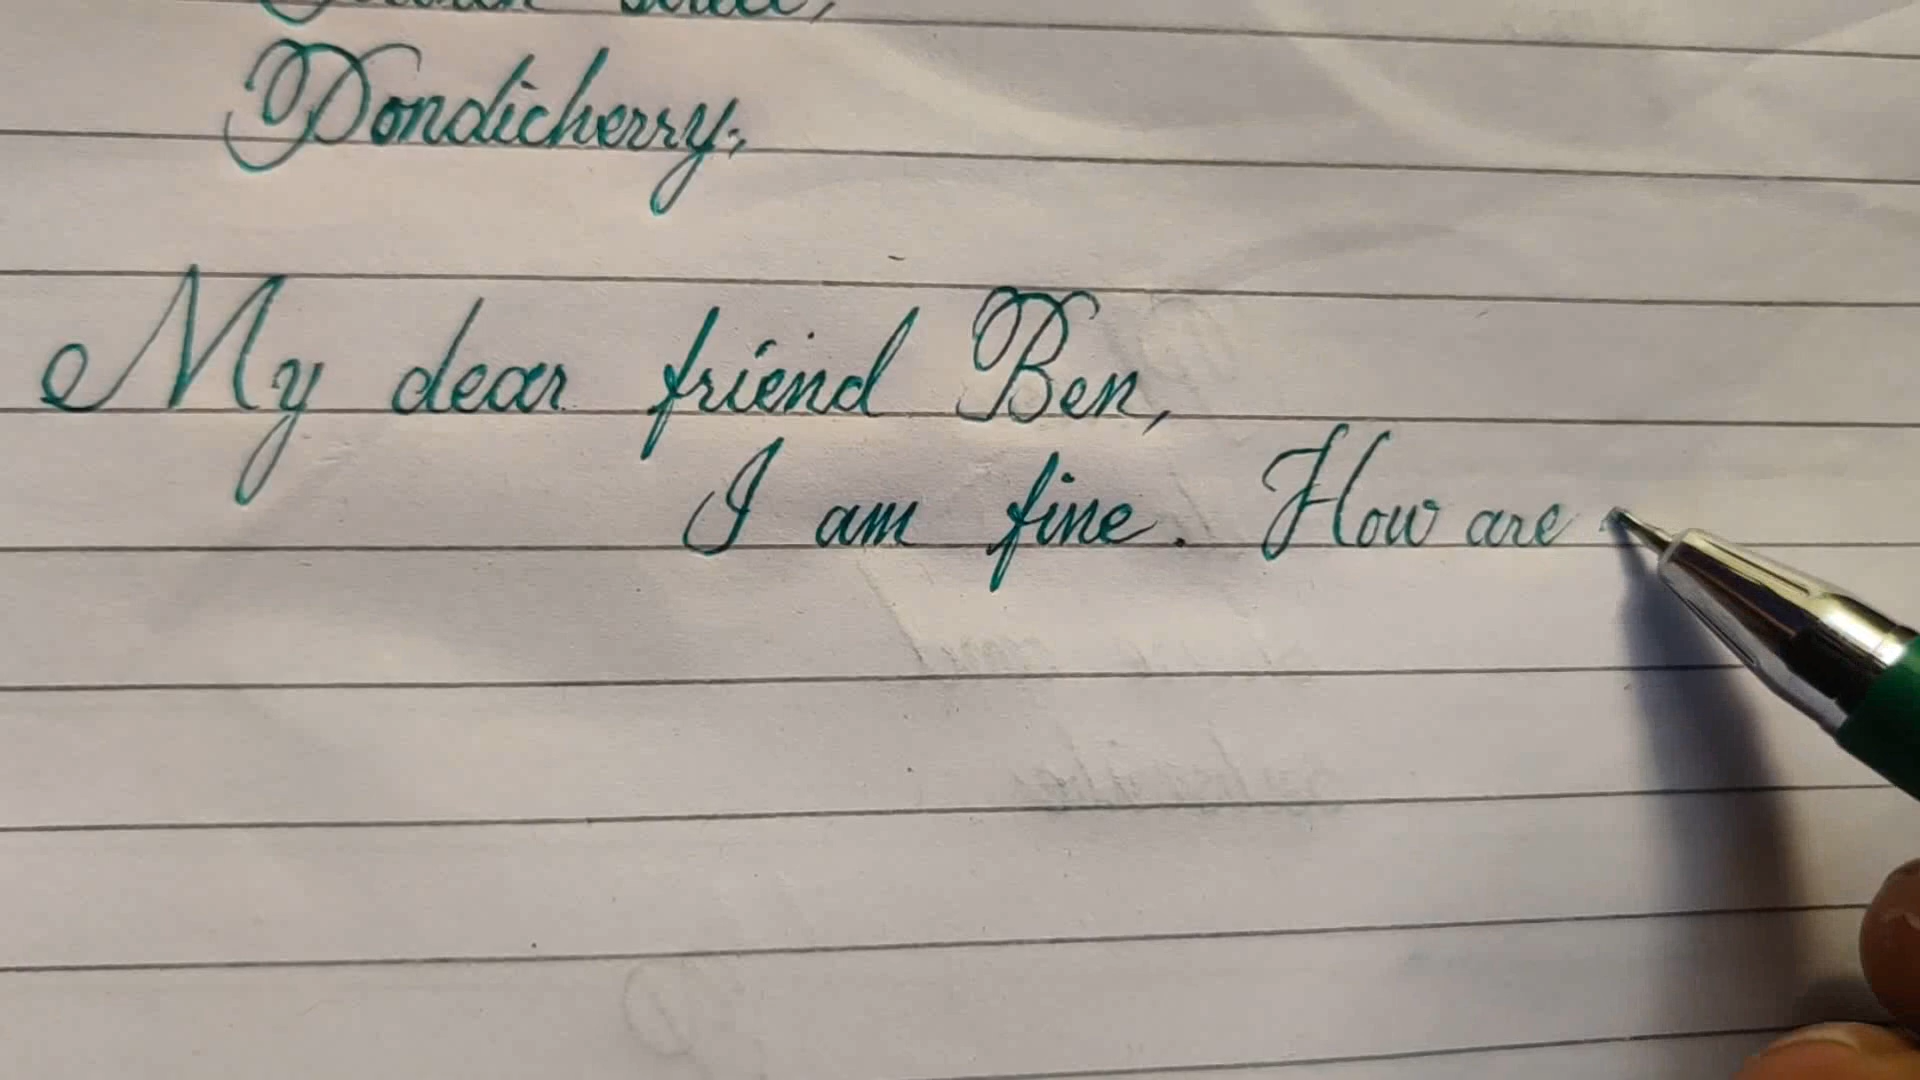 Pondicherry,
My dear friend Ben,
I am fine. How are